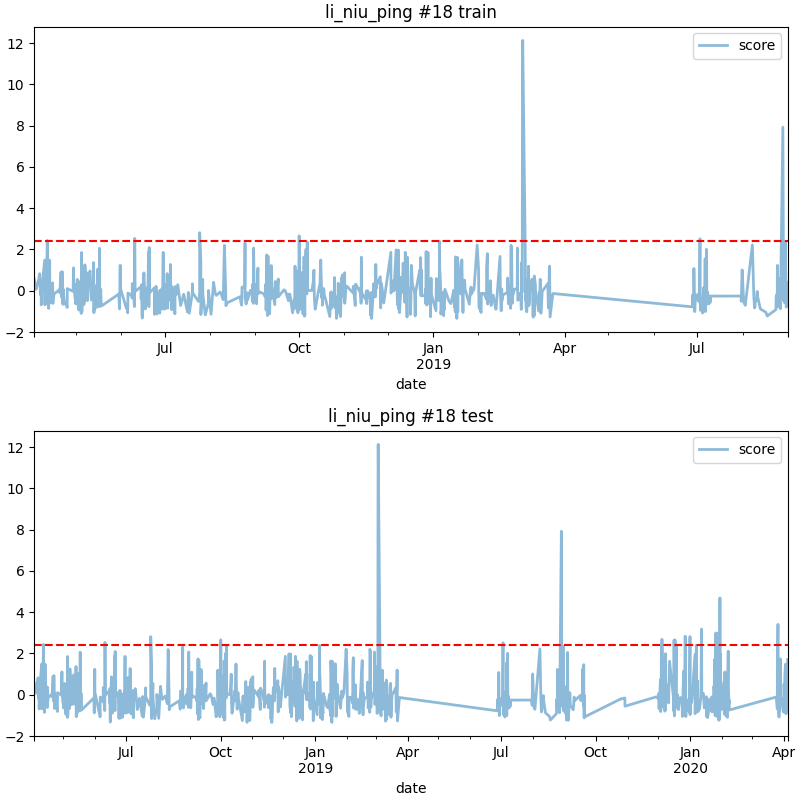 li_niu_ping #18 train
score
12
10
8
6
4
2
0
−2
Jul Oct Jan Apr Jul
2019
date
li_niu_ping #18 test
score
12
10
8
6
4
2
0
−2
Jul Oct Jan Apr Jul Oct Jan Apr
2019 2020
date